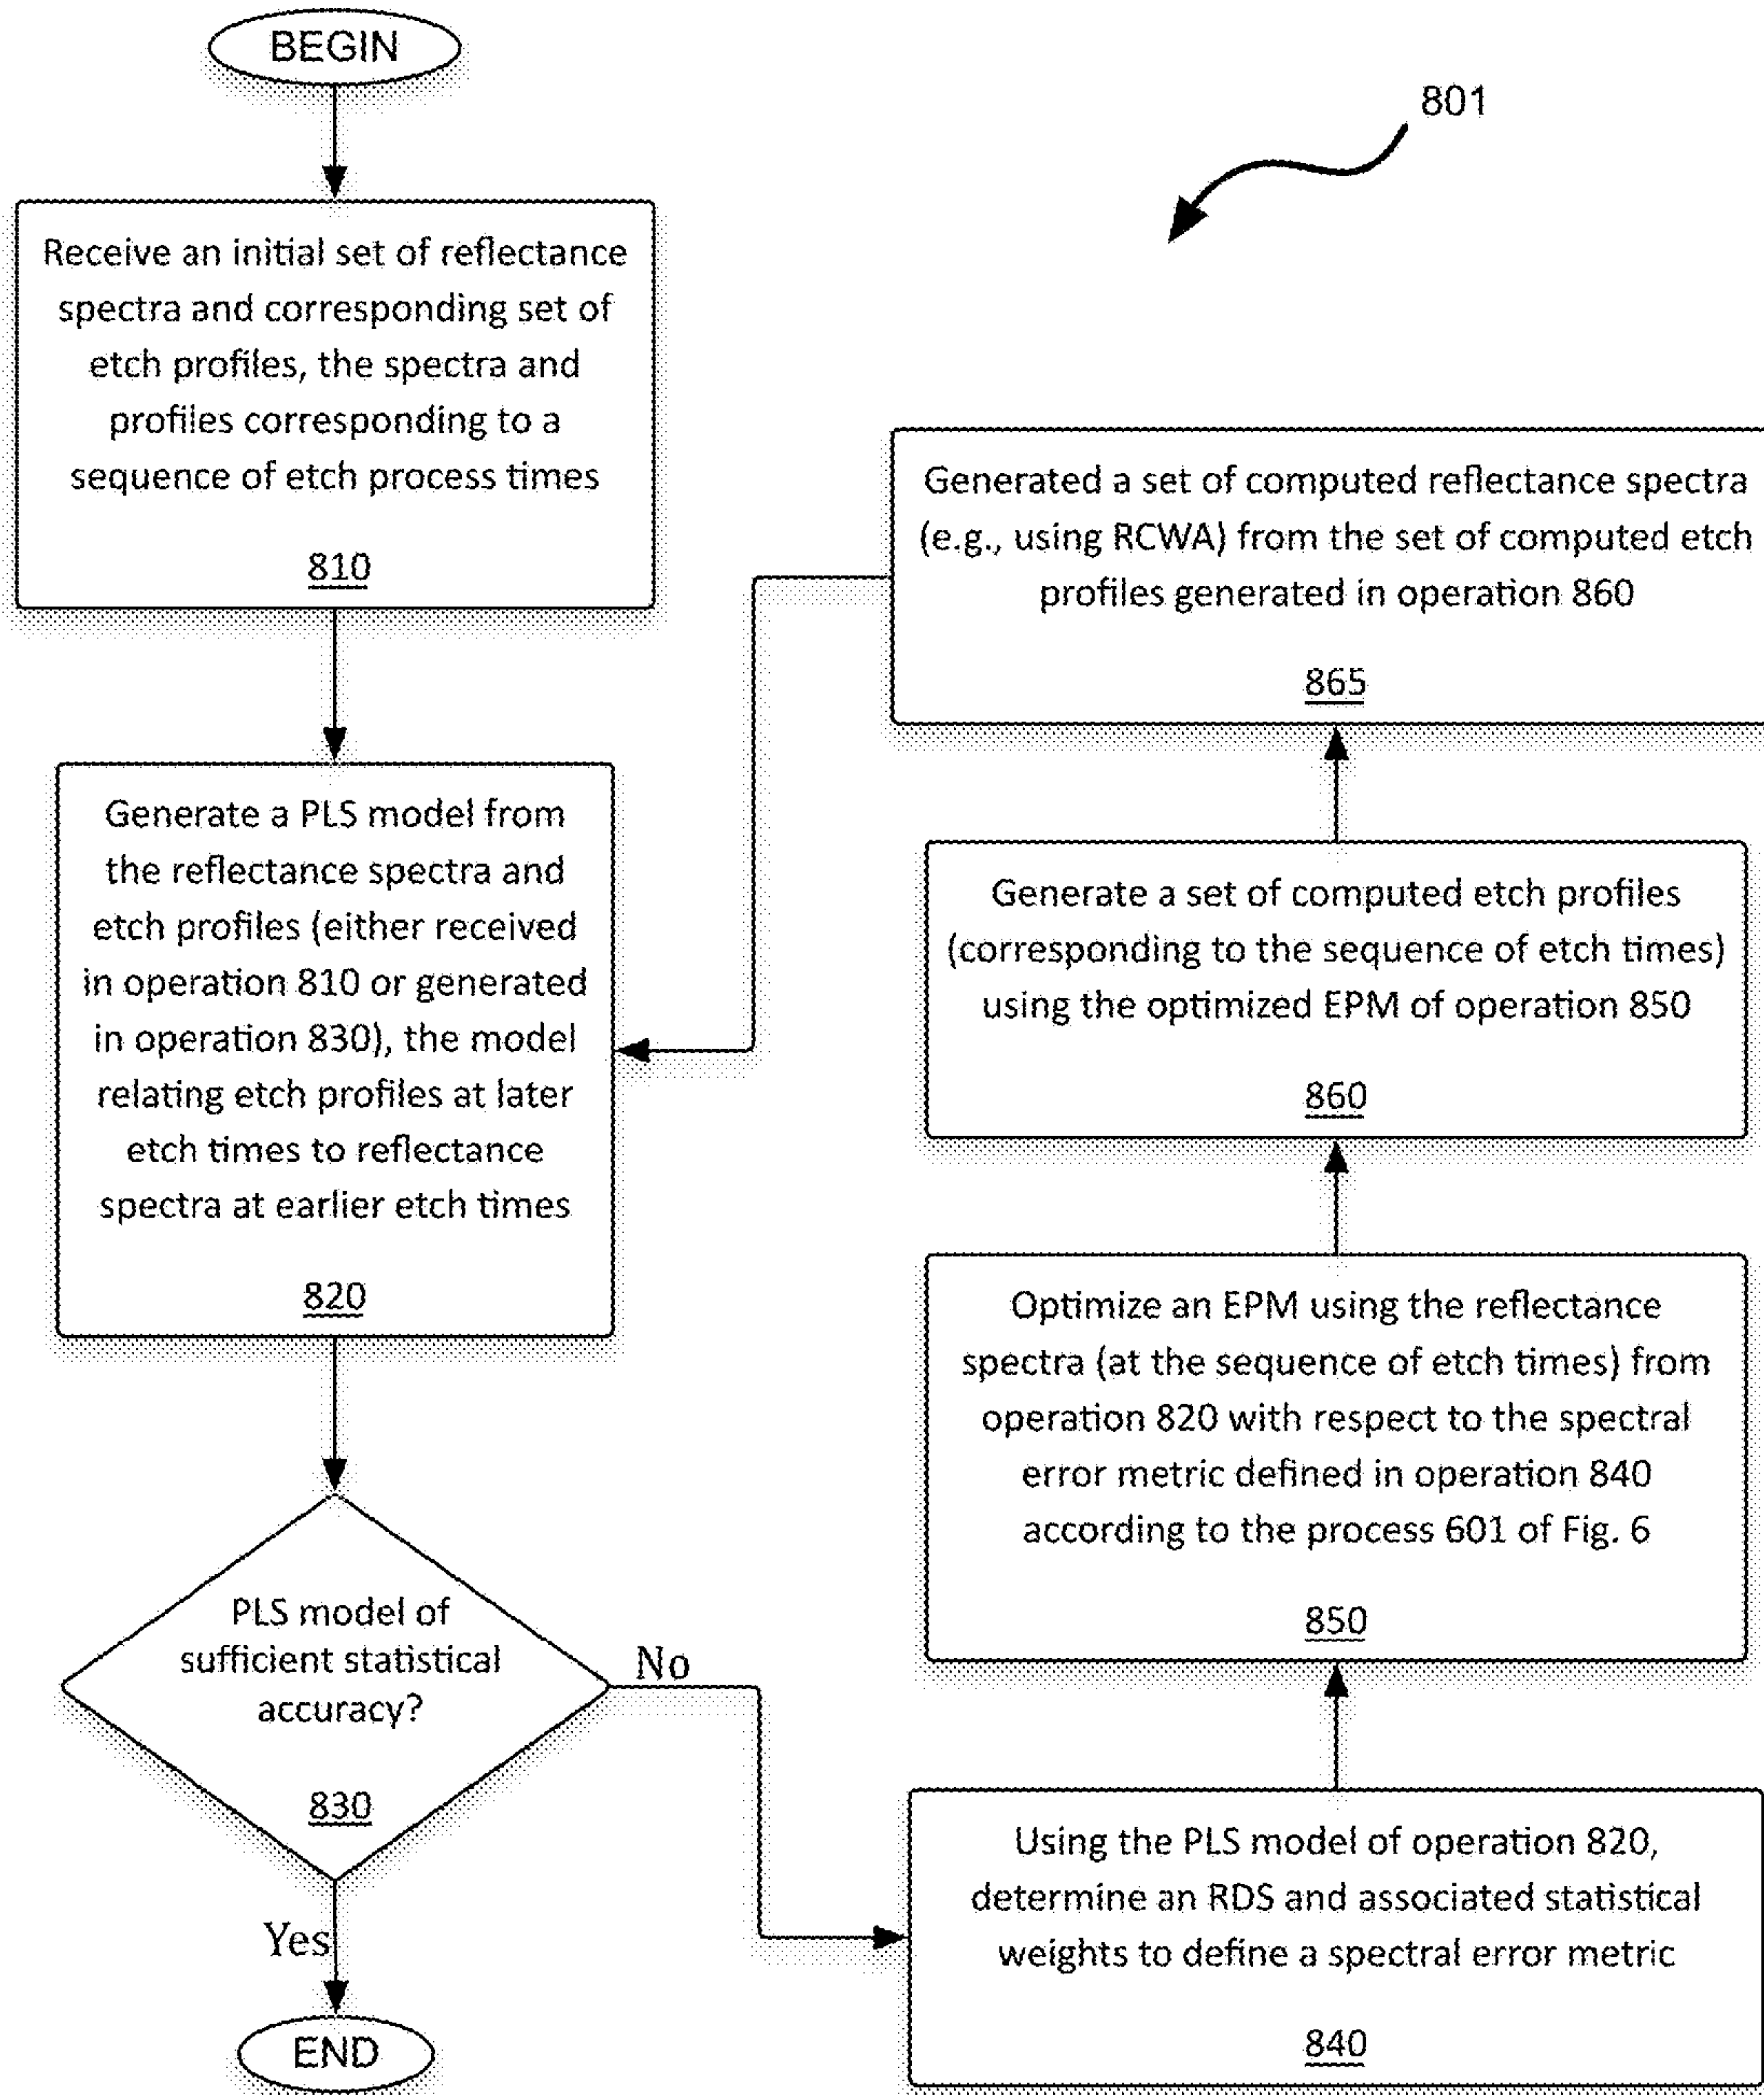 BEGIN
801
Receive an initial set of reflectance
spectra and corresponding set of
etch profiles, the spectra and
profiles corresponding to a
sequence of etch process times
810
Generate a PLS model from
the reflectance spectra and
etch profiles (either received
in operation 810 or generated
in operation 830), the model
relating etch profiles at later
etch times to reflectance
spectra at earlier etch times
820
PLS model of
sufficient statistical
accuracy?
830
No
Yes
END
Using the PLS model of operation 820,
determine an RDS and associated statistical
weights to define a spectral error metric
840
Optimize an EPM using the reflectance
spectra (at the sequence of etch times) from
operation 820 with respect to the spectral
error metric defined in operation 840
according to the process 601 of Fig. 6
850
Generate a set of computed etch profiles
(corresponding to the sequence of etch times)
using the optimized EPM of operation 850
860
Generated a set of computed reflectance spectra
(e.g., using RCWA) from the set of computed etch
profiles generated in operation 860
865